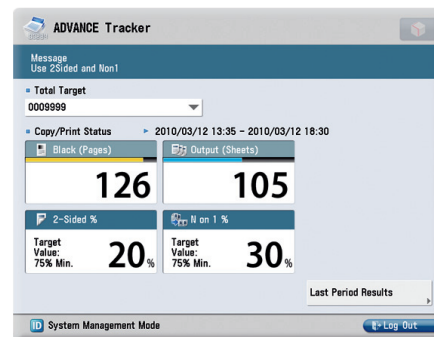 ADVANCE Tracker
Message
Use 2Sided and Non1
Total Target
0009999
Copy/Print Status 2010/03/12 13:35 - 2010/03/12 18:30
Black (Pages)
Output (Sheets)
126
105
2-Sided %
N on 1 %
Target
Value:
75% Min.
20%
Target
Value:
75% Min.
30%
Last Period Results
ID System Management Mode
Log Out